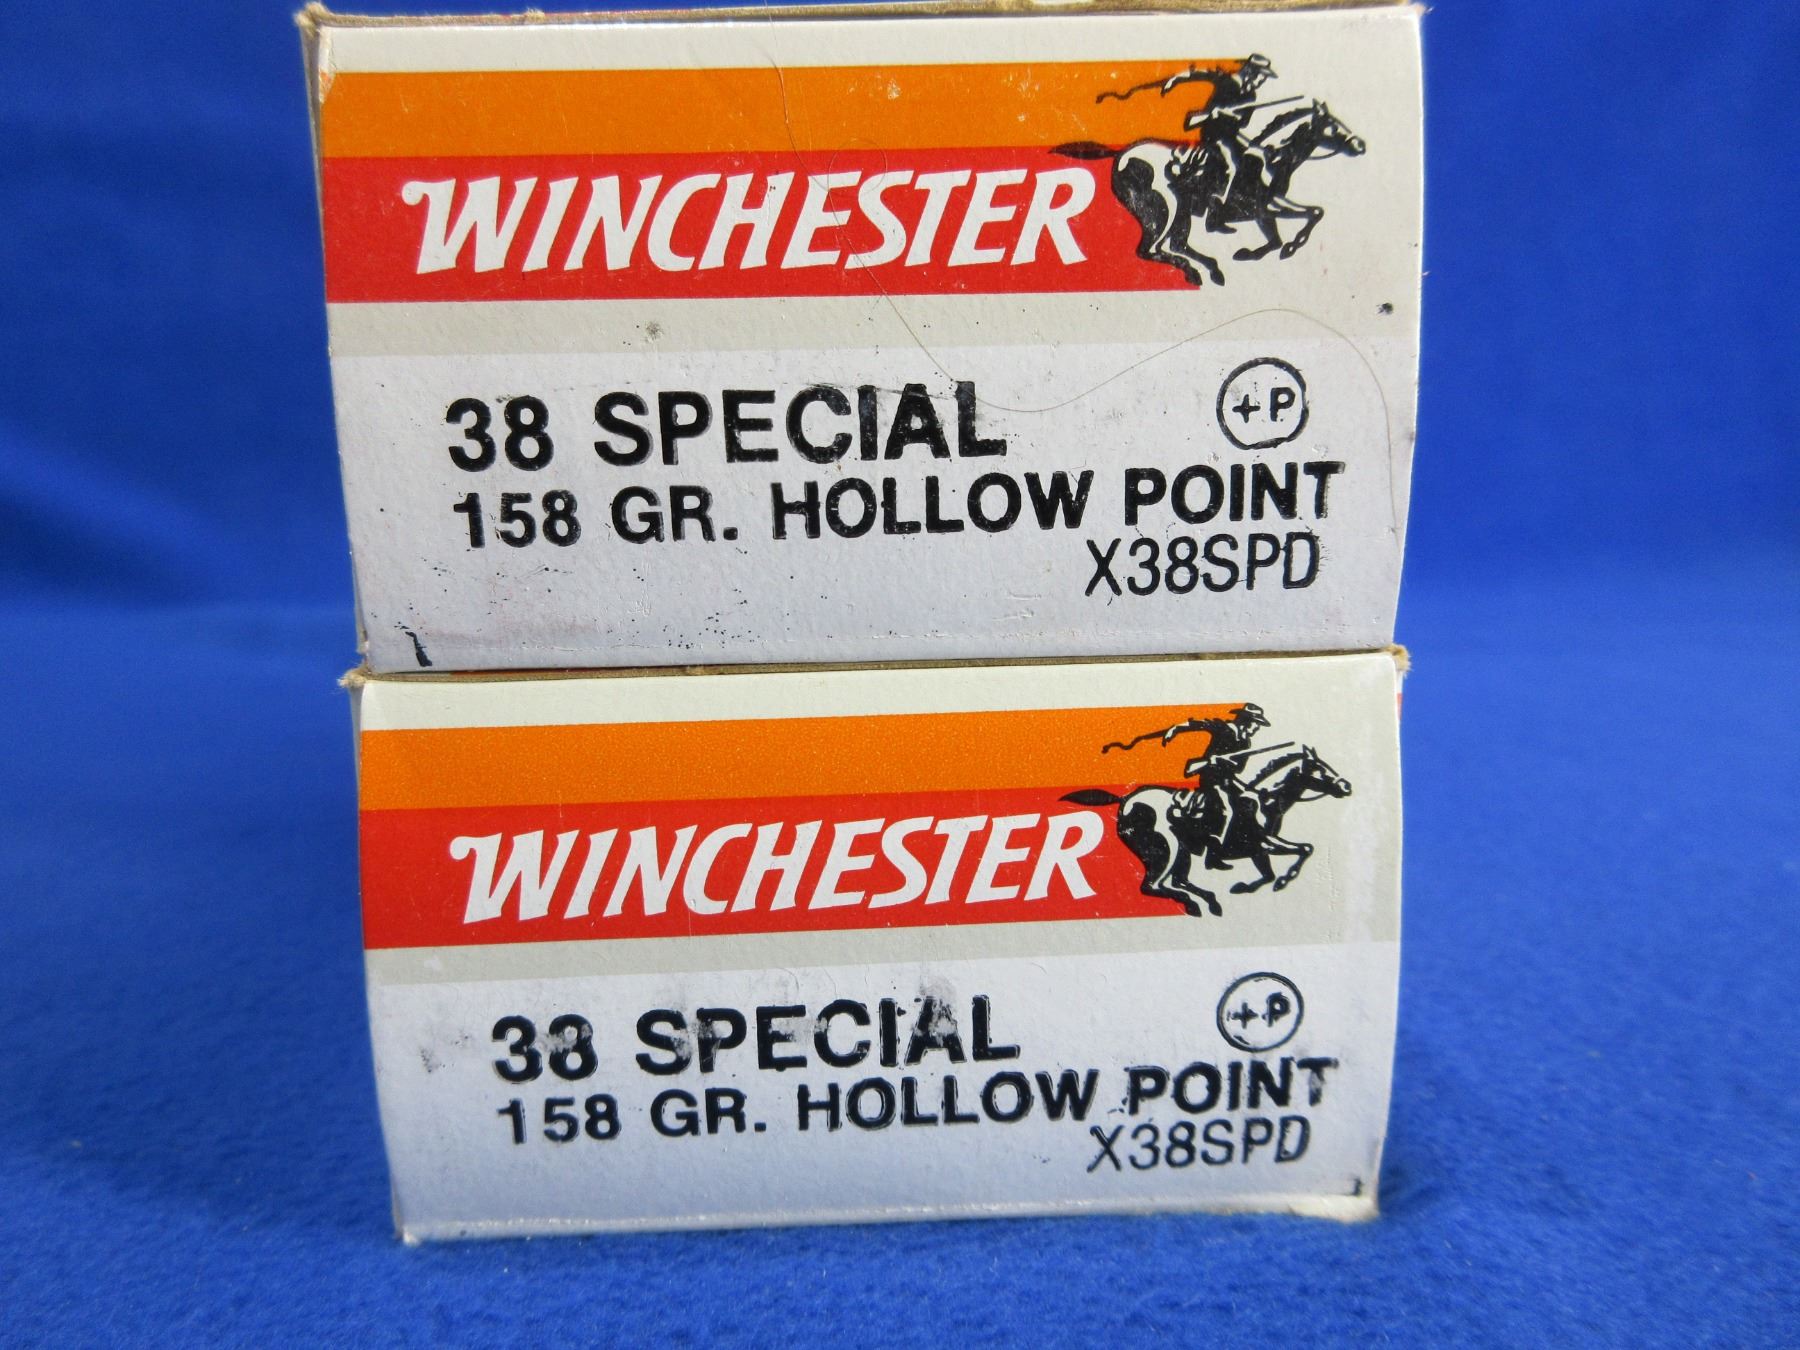 WINCHESTER
38 SPECIAL +P
158 GR. HOLLOW POINT
X38SPD
WINCHESTER
38 SPECIAL +P
158 GR. HOLLOW POINT
X38SPD